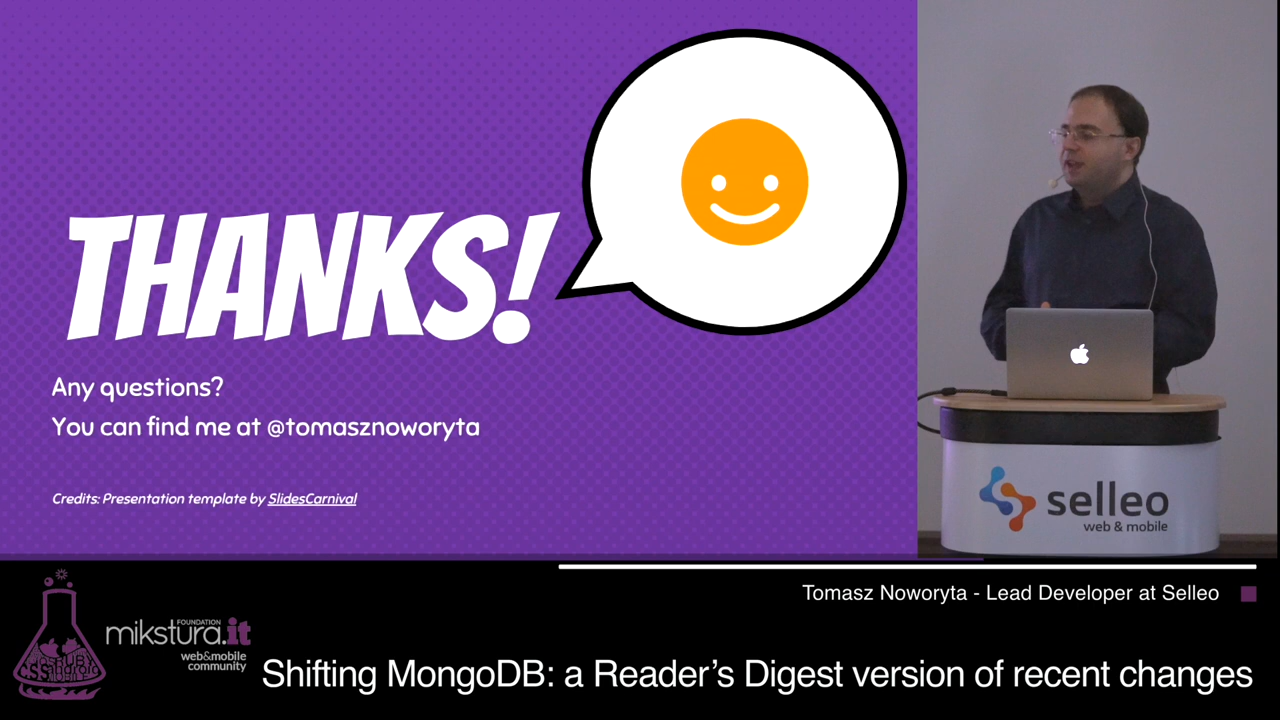 THANKS!
Any questions?
You can find me at @tomasznoworyta
Credits: Presentation template by SlidesCarnival
selleo
web & mobile
Tomasz Noworyta - Lead Developer at Selleo
FOUNDATION
mikstura.it
web&mobile
community
Shifting MongoDB: a Reader’s Digest version of recent changes